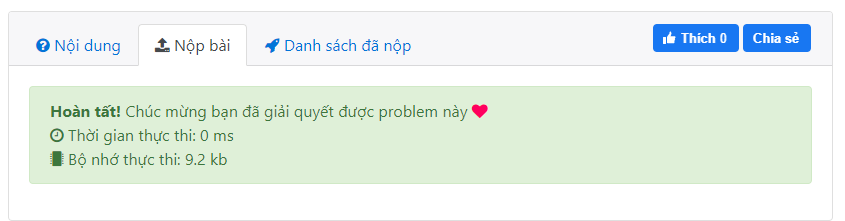 Nội dung Nộp bài Danh sách đã nộp Thích 0 Chia sẻ
Hoàn tất! Chúc mừng bạn đã giải quyết được problem này
Thời gian thực thi: 0 ms
Bộ nhớ thực thi: 9.2 kb